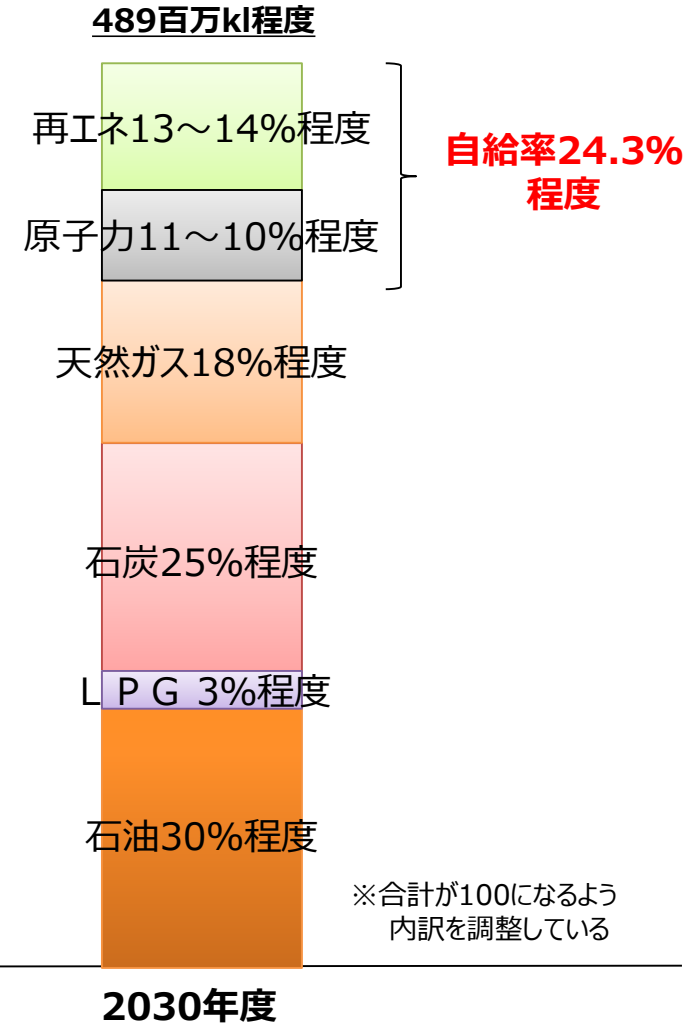 489百万kl程度
再エネ13～14%程度
自給率24.3%
程度
原子力11～10%程度
天然ガス18%程度
石炭25%程度
ＬＰＧ 3%程度
石油30%程度
※合計が100になるよう
内訳を調整している
2030年度